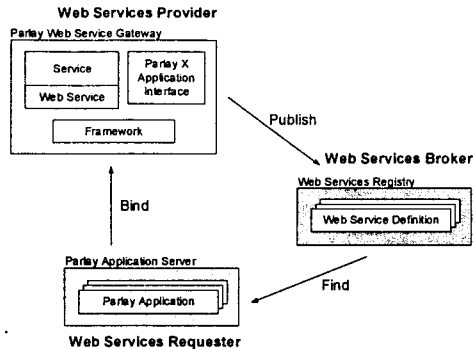 Web Services Provider
Parlay Web Service Gateway
Service
Web Service
Parlay X
Application
Interface
Framework
Publish
Web Services Broker
Web Services Registry
Web Service Definition
Bind
Find
Parlay Application Server
Parlay Application
Web Services Requester